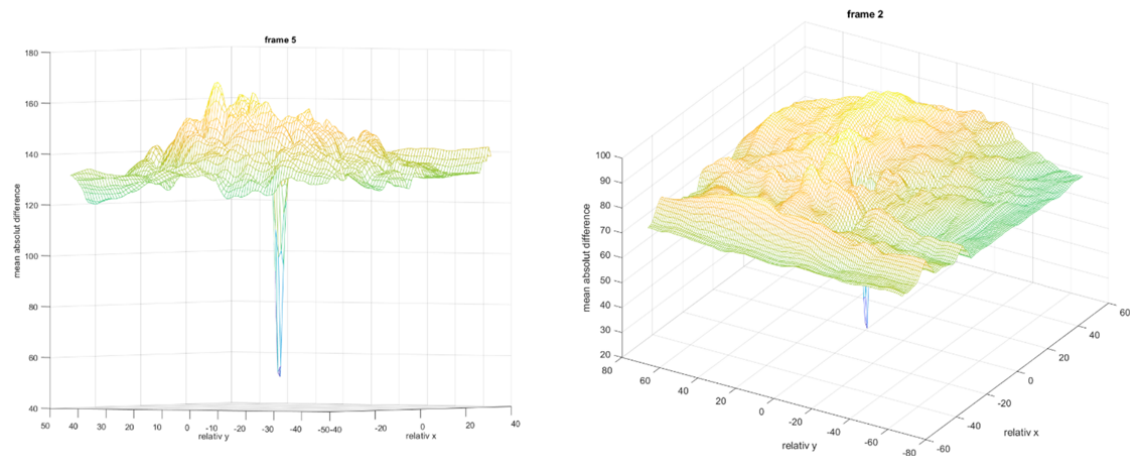 frame 5
180
160
140
120
100
80
60
40
mean absolut difference
50 40 30 20 10 0 -10 -20 -30 -40 -50-40 -20 0 20 40
relativ y
relativ x
frame 2
100
90
80
70
60
50
40
30
20
mean absolut difference
80 60 40 20 0 -20 -40 -60 -80
relativ y
-60 -40 -20 0 20 40 60
relativ x